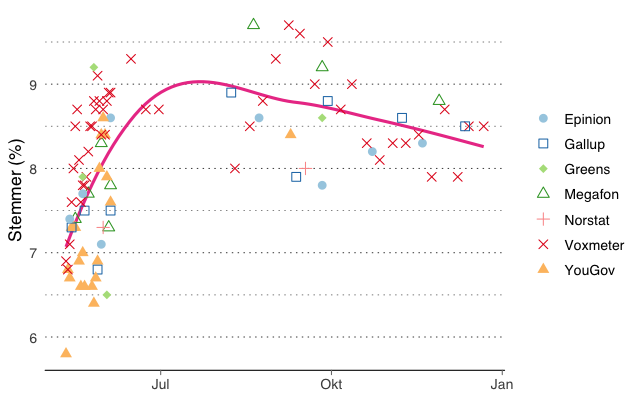 Stemmer (%)
9
8
7
6
Jul
Okt
Jan
Epinion
Gallup
Greens
Megafon
Norstat
Voxmeter
YouGov